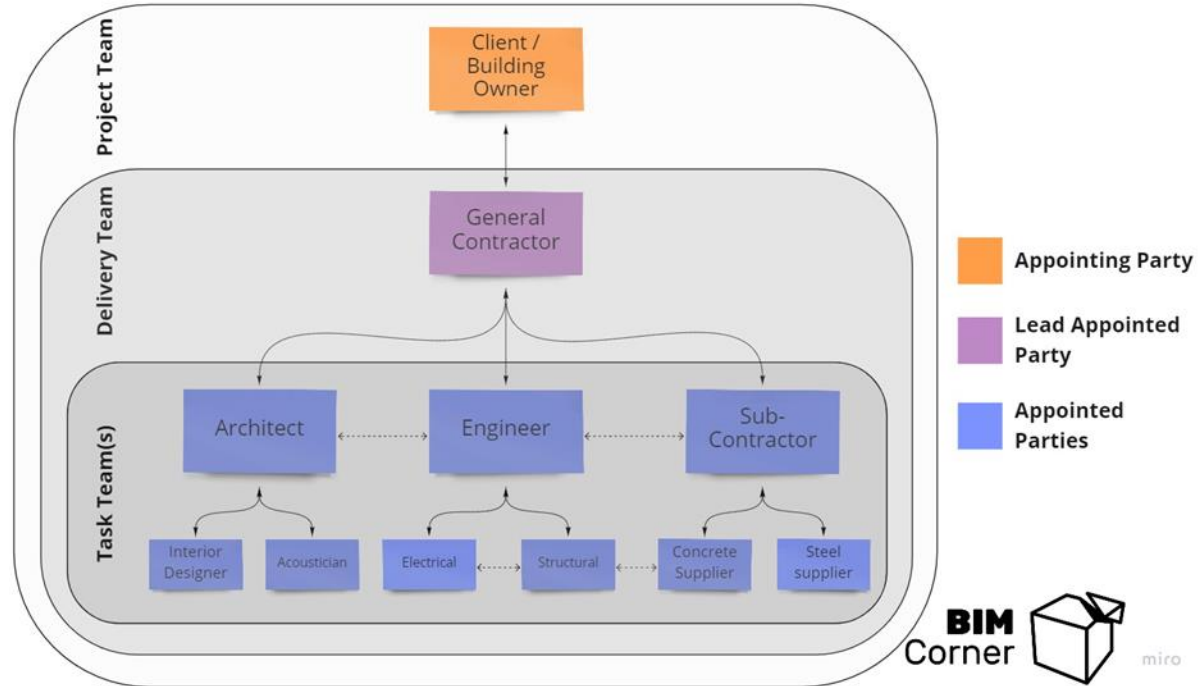 Project Team
Client /
Building
Owner
Delivery Team
General
Contractor
Appointing Party
Lead Appointed
Party
Appointed
Parties
Task Team(s)
Architect
Engineer
Sub-
Contractor
Interior
Designer
Acoustician
Electrical
Structural
Concrete
Supplier
Steel
supplier
BIM
Corner
miro